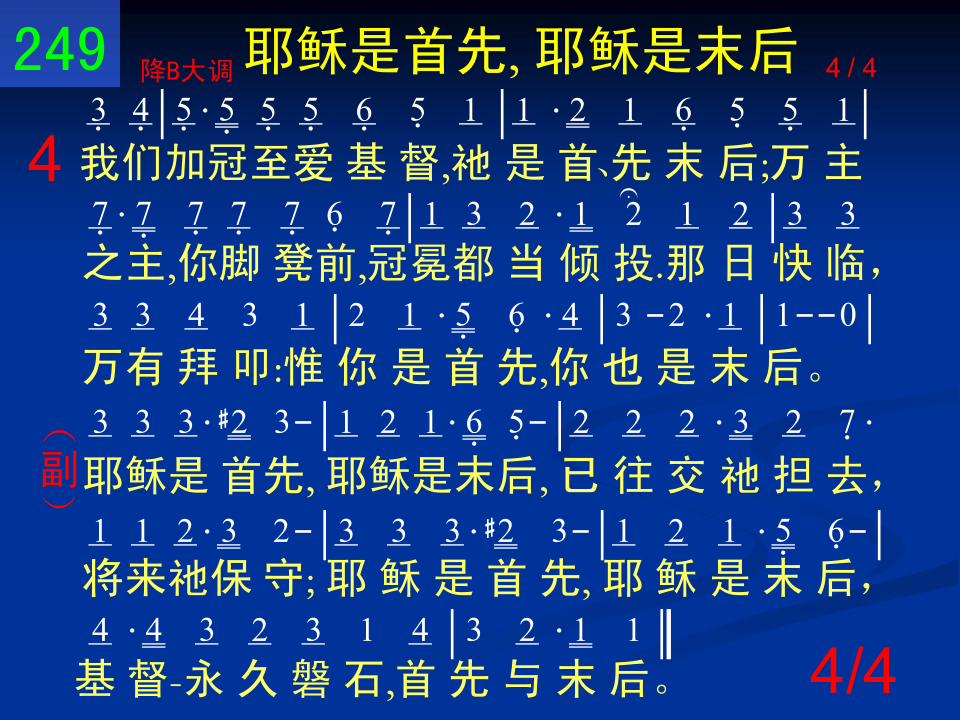 249 耶稣是首先, 耶稣是末后
降B大调 4 / 4
3 4|5·5 5 5 6 5 1|1·2 1 6 5 5 1|
4 我们加冠至爱基督,祂是首、先末后;万主
7·7 7 7 7 6 7|1 3 2·1 2 1 2|3 3
之主,你脚凳前,冠冕都当倾投.那日快临，
3 3 4 3 1|2 1·5 6·4|3-2·1|1--0|
万有拜叩:惟你是首先,你也是末后。
3 3 3·#2 3-|1 2 1·6 5-|2 2 2·3 2 7·
（副） 耶稣是首先, 耶稣是末后, 已往交祂担去，
1 1 2·3 2-|3 3 3·#2 3-|1 2 1·5 6-|
将来祂保守; 耶稣是首先, 耶稣是末后，
4·4 3 2 3 1 4|3 2·1 1‖
基督-永久磐石,首先与末后。
4/4